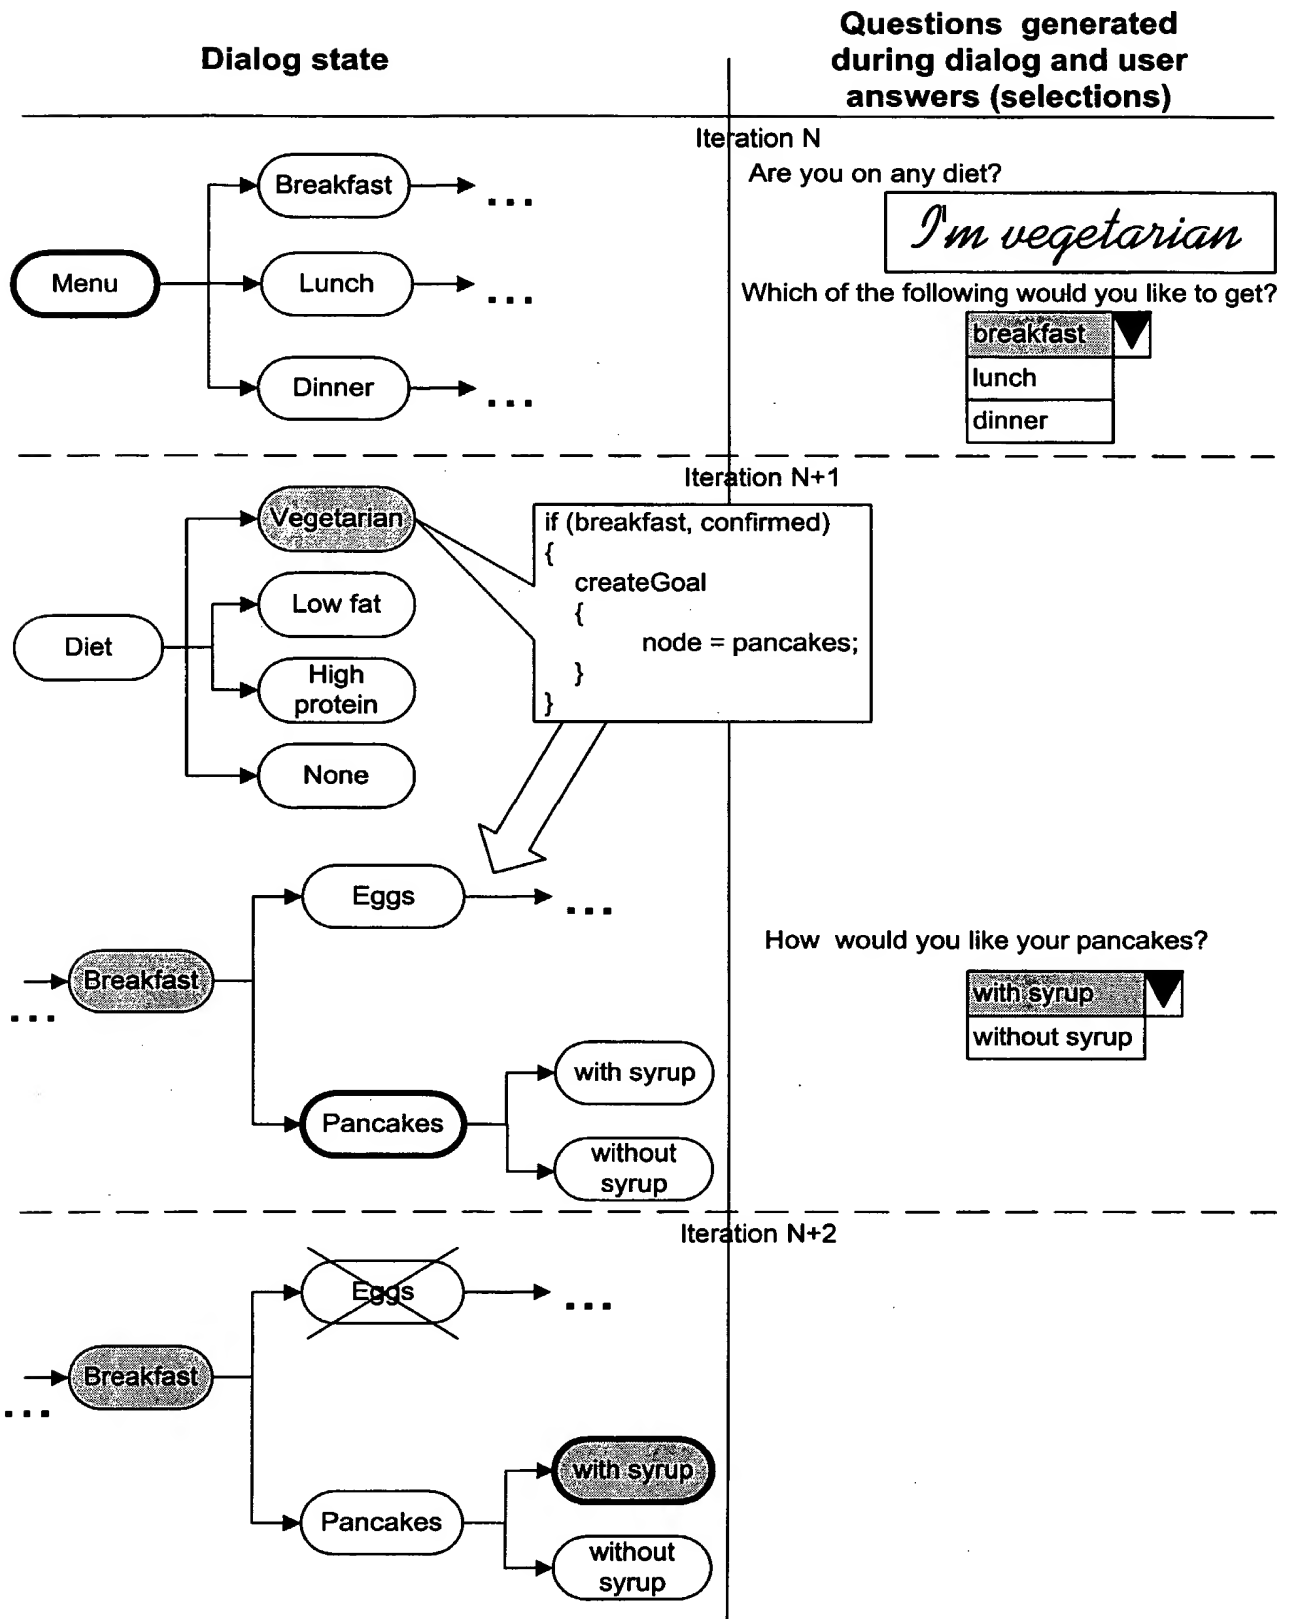 Dialog state
Questions generated
during dialog and user
answers (selections)
Iteration N
Breakfast
...
Menu
Lunch
...
Dinner
...
Are you on any diet?
I'm vegetarian
Which of the following would you like to get?
breakfast
lunch
dinner
Iteration N+1
Vegetarian
if (breakfast, confirmed)
{
createGoal
{
node = pancakes;
}
}
Low fat
Diet
High
protein
None
Eggs
...
Breakfast
...
with syrup
Pancakes
without
syrup
How would you like your pancakes?
with syrup
without syrup
Iteration N+2
Eggs
...
Breakfast
...
with syrup
Pancakes
without
syrup